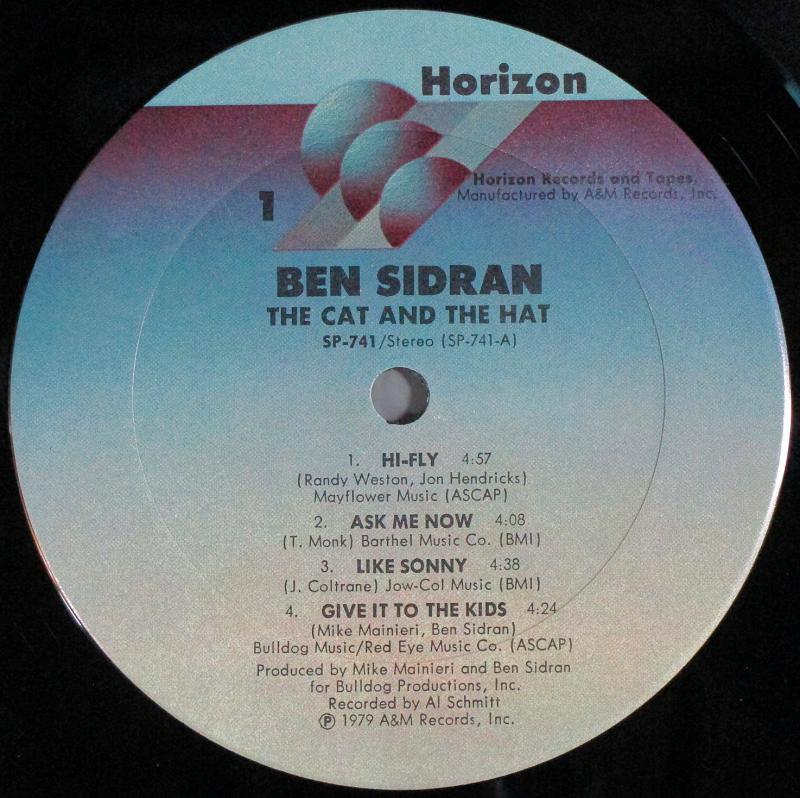 Horizon
Horizon Records and Tapes.
Manufactured by A&M Records, Inc.
1
BEN SIDRAN
THE CAT AND THE HAT
SP-741/Stereo (SP-741-A)
1. HI-FLY 4:57
(Randy Weston, Jon Hendricks)
Mayflower Music (ASCAP)
2. ASK ME NOW 4:08
(T. Monk) Barthel Music Co. (BMI)
3. LIKE SONNY 4:38
(J. Coltrane) Jow-Col Music (BMI)
4. GIVE IT TO THE KIDS 4:24
(Mike Mainieri, Ben Sidran)
Bulldog Music/Red Eye Music Co. (ASCAP)
Produced by Mike Mainieri and Ben Sidran
for Bulldog Productions, Inc.
Recorded by Al Schmitt
℗ 1979 A&M Records, Inc.